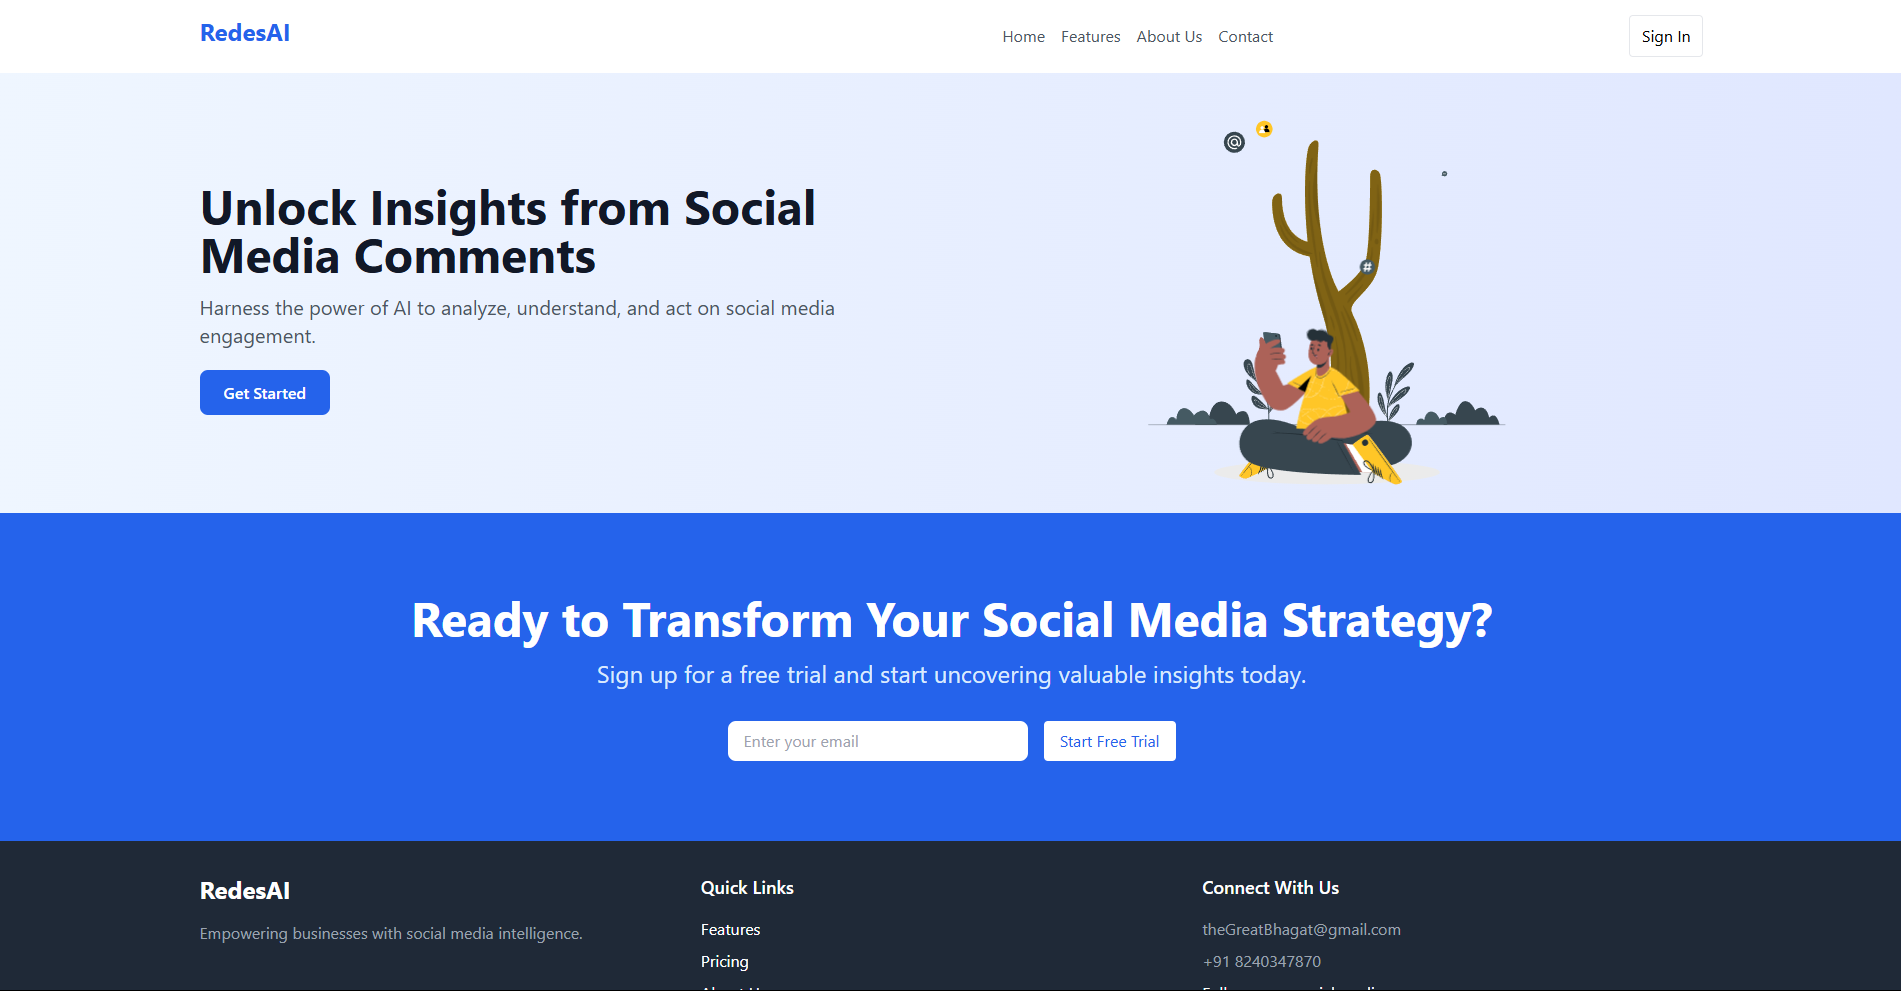 RedesAI
Home Features About Us Contact
Sign In
Unlock Insights from Social
Media Comments
Harness the power of AI to analyze, understand, and act on social media
engagement.
Get Started
@
#
Ready to Transform Your Social Media Strategy?
Sign up for a free trial and start uncovering valuable insights today.
Enter your email
Start Free Trial
RedesAI
Empowering businesses with social media intelligence.
Quick Links
Features
Pricing
Connect With Us
theGreatBhagat@gmail.com
+91 8240347870